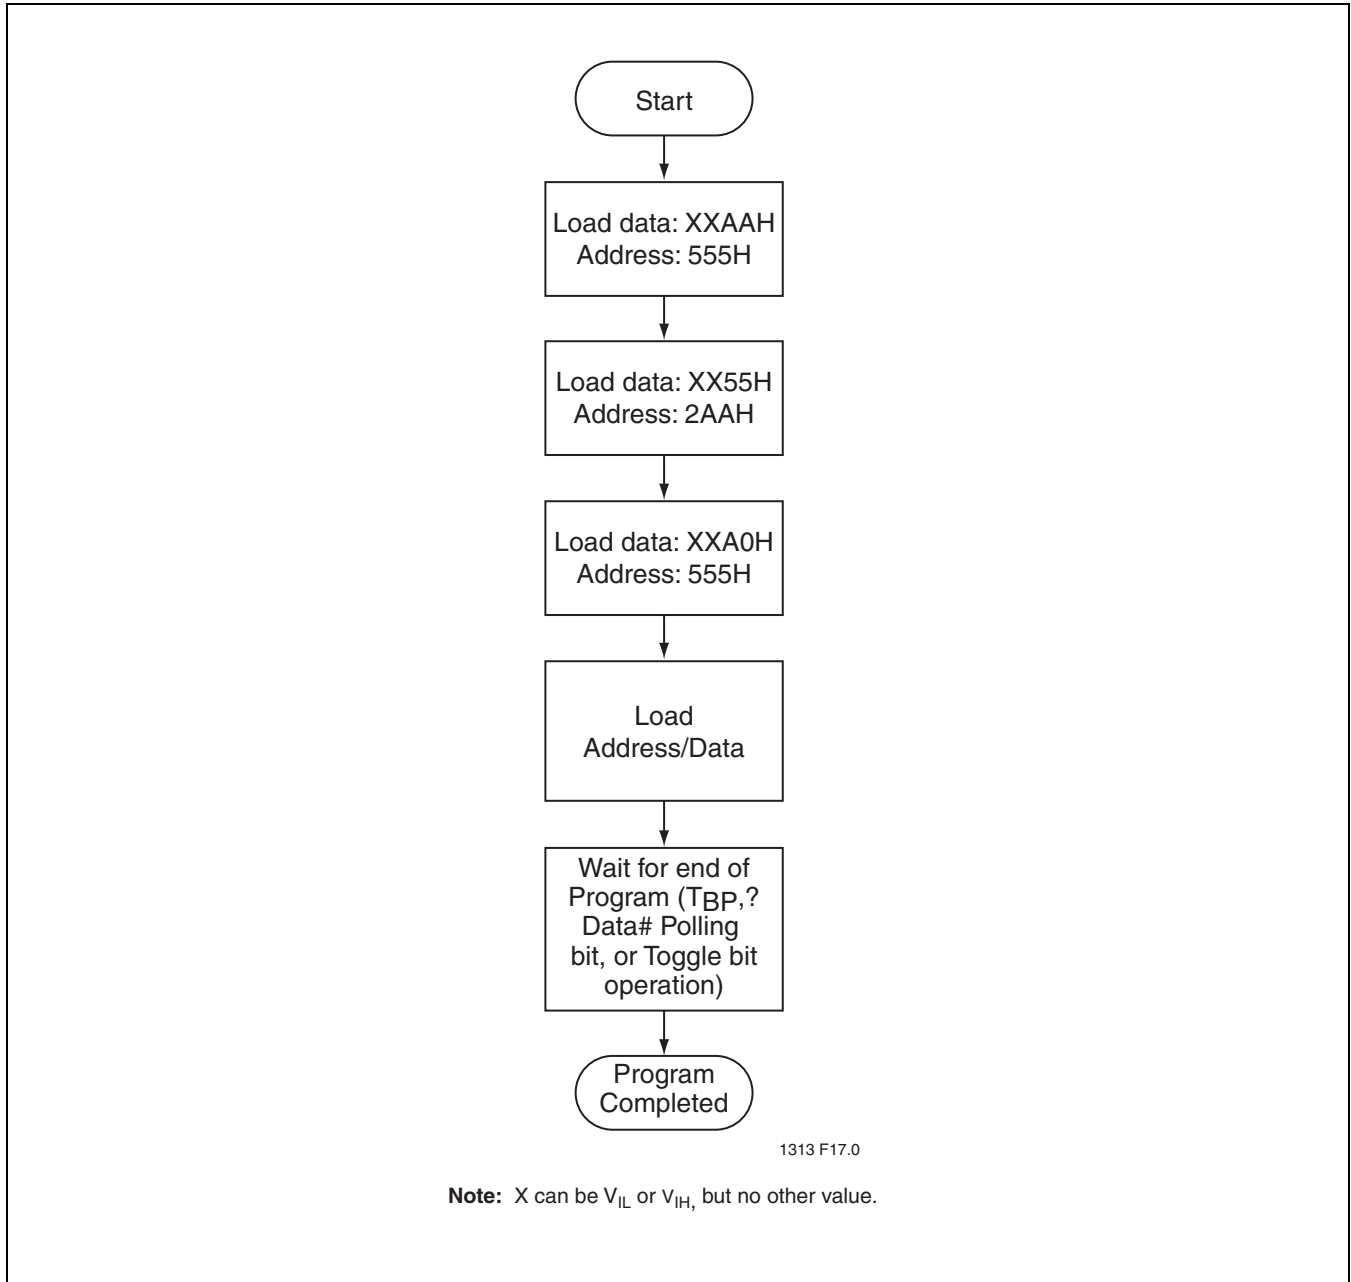 Start
Load data: XXAAH
Address: 555H
Load data: XX55H
Address: 2AAH
Load data: XXA0H
Address: 555H
Load
Address/Data
Wait for end of
Program (TBP,?
Data# Polling
bit, or Toggle bit
operation)
Program
Completed
1313 F17.0
Note: X can be VIL or VIH, but no other value.